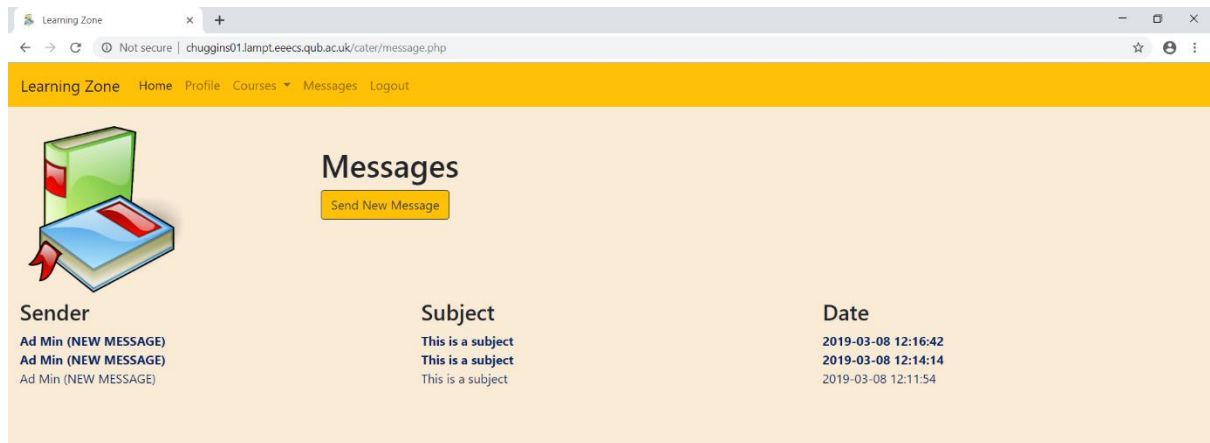 Learning Zone
Not secure | chuggins01.lampt.eeecs.qub.ac.uk/cater/message.php
Learning Zone Home Profile Courses Messages Logout
Messages
Send New Message
Sender Subject Date
Ad Min (NEW MESSAGE) This is a subject 2019-03-08 12:16:42
Ad Min (NEW MESSAGE) This is a subject 2019-03-08 12:14:14
Ad Min (NEW MESSAGE) This is a subject 2019-03-08 12:11:54